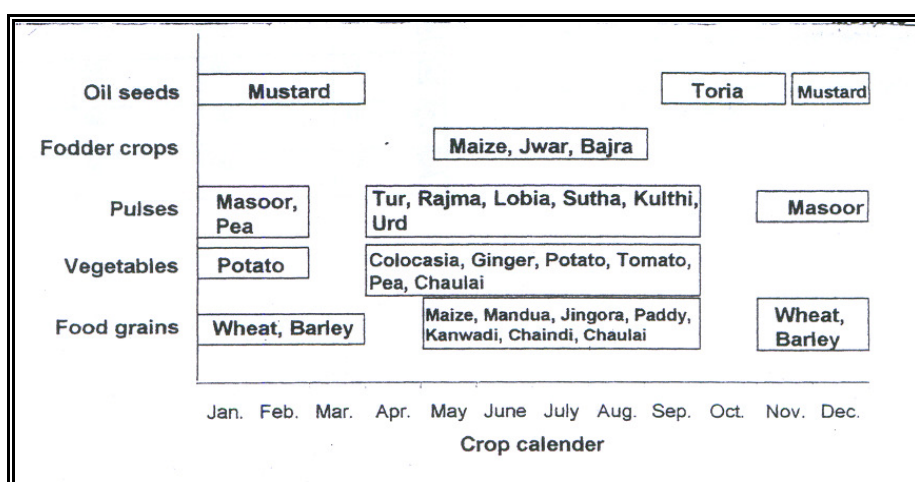 Oil seeds Mustard Toria Mustard
Fodder crops Maize, Jwar, Bajra
Pulses Masoor, Pea Tur, Rajma, Lobia, Sutha, Kulthi, Urd Masoor
Vegetables Potato Colocasia, Ginger, Potato, Tomato, Pea, Chaulai
Food grains Wheat, Barley Maize, Mandua, Jingora, Paddy, Kanwadi, Chaindi, Chaulai Wheat, Barley
Jan. Feb. Mar. Apr. May June July Aug. Sep. Oct. Nov. Dec.
Crop calender